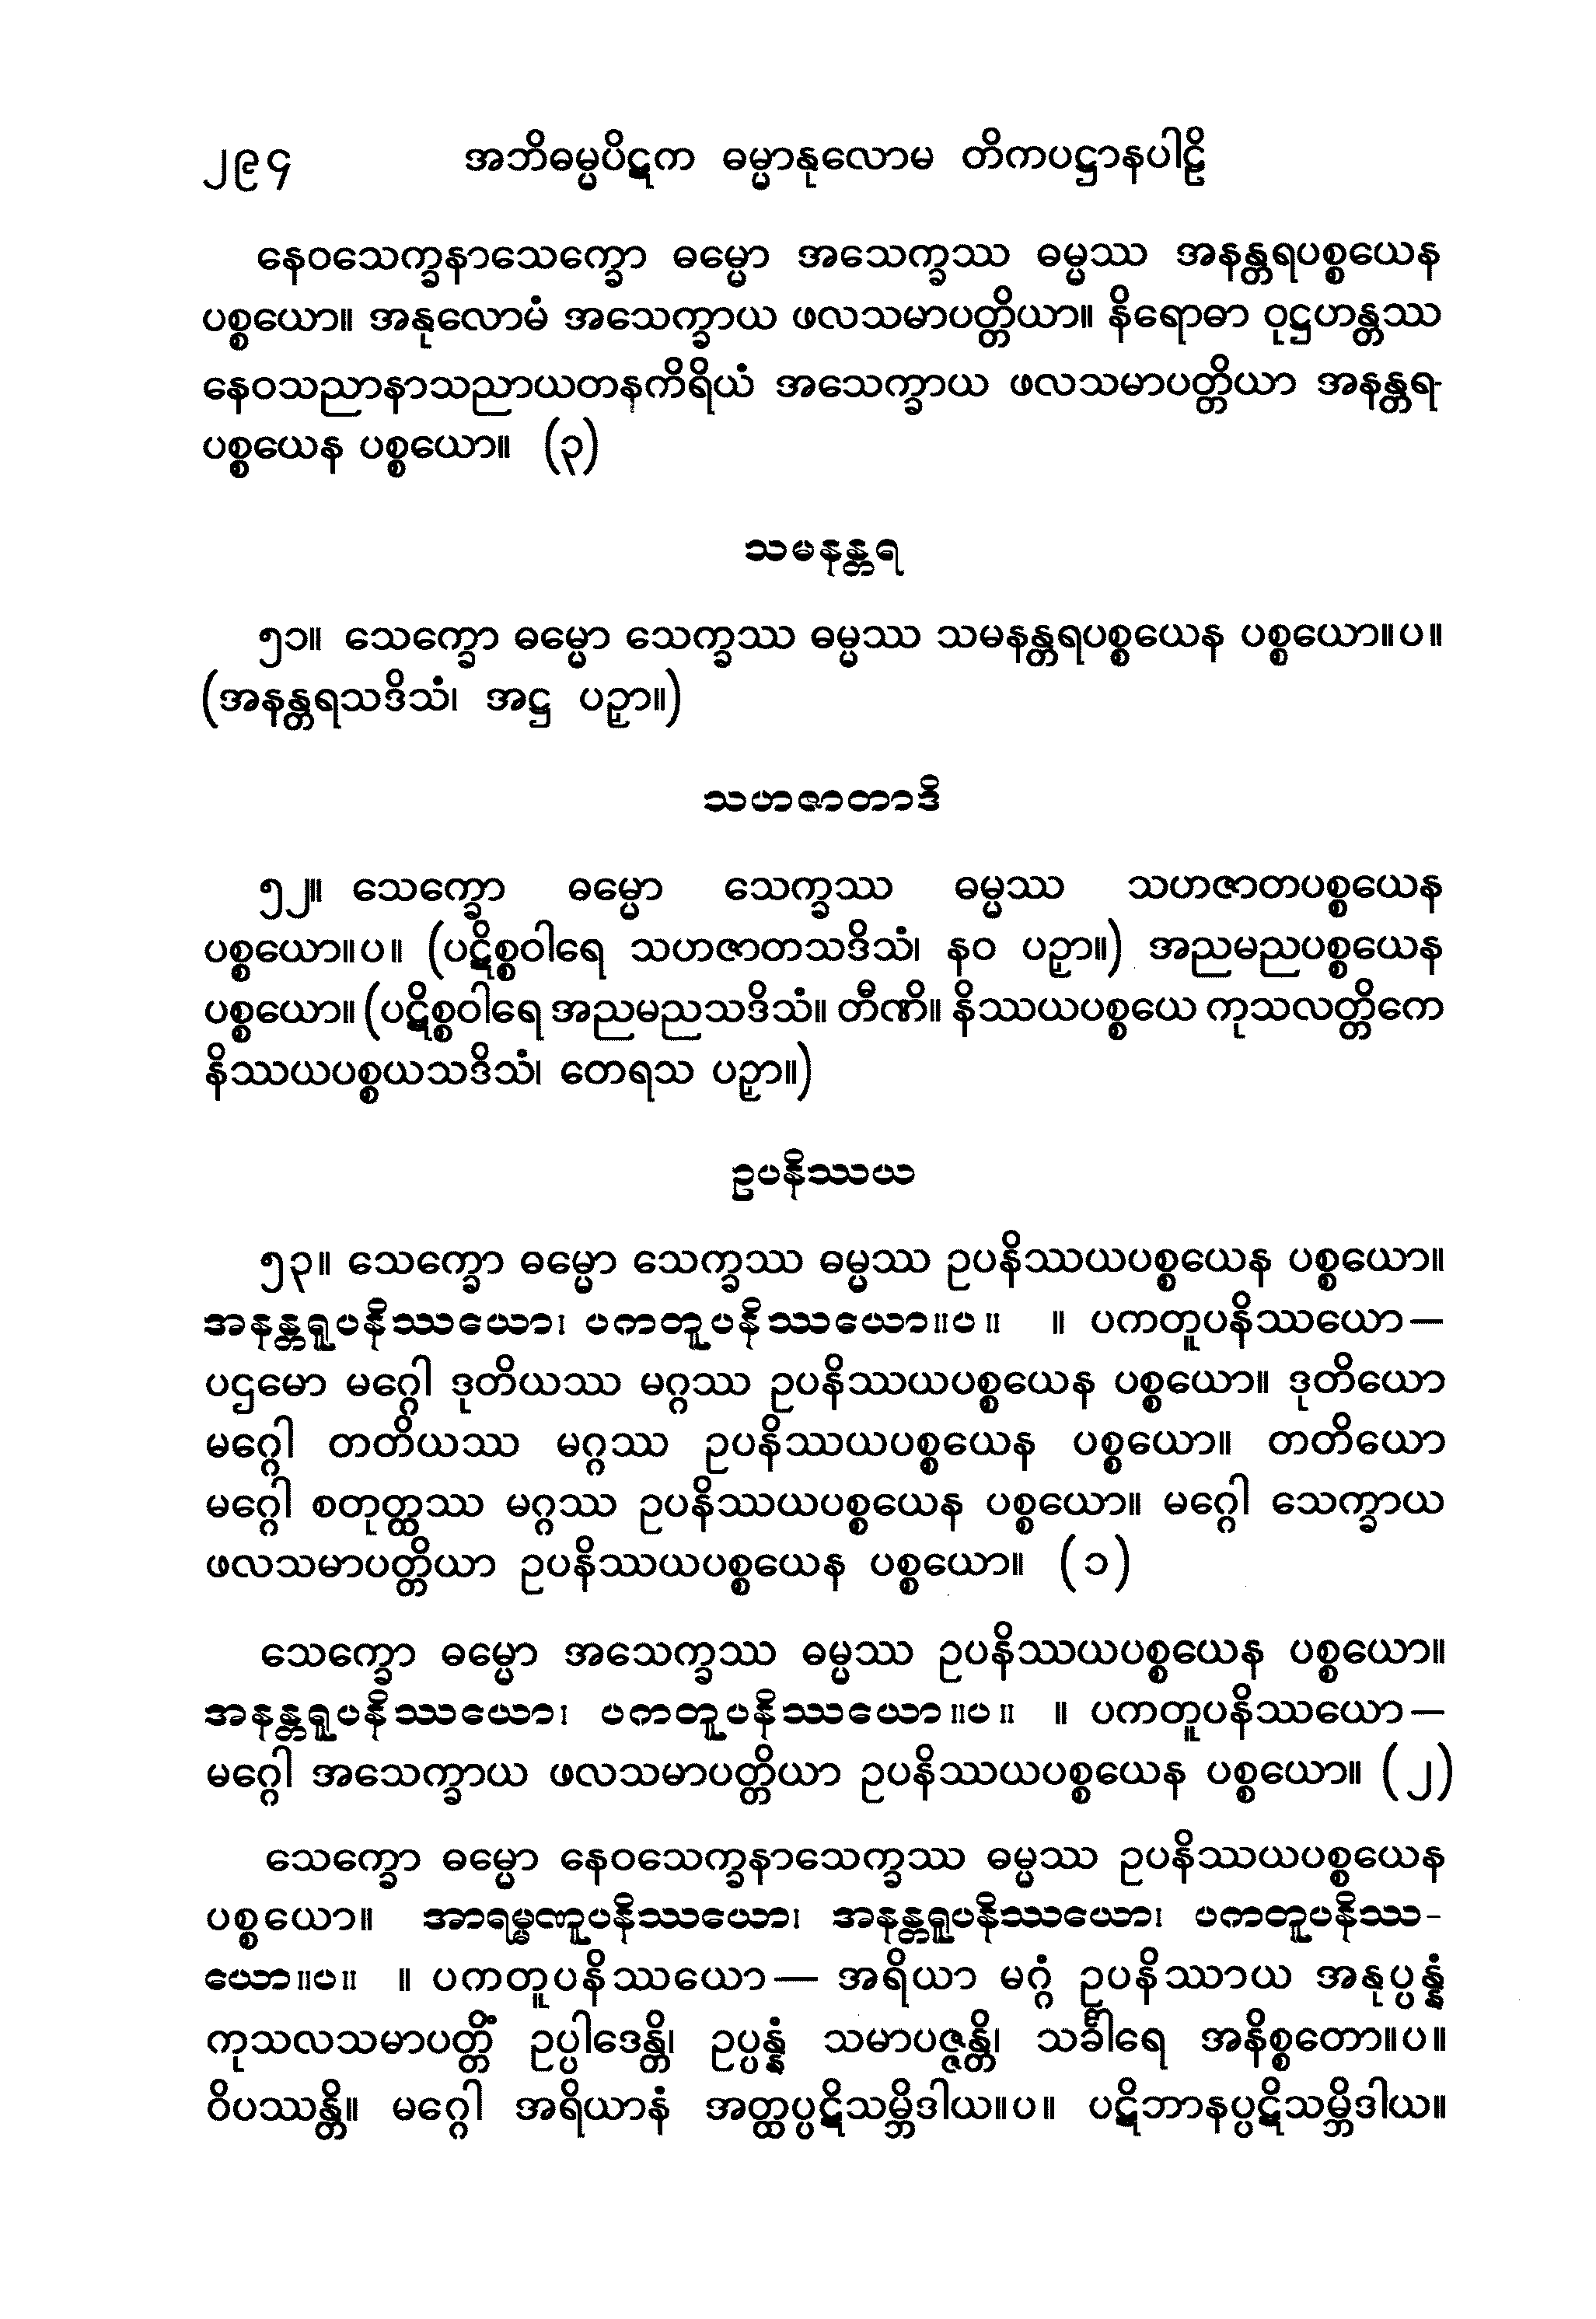 ၂၉၄ အဘိဓမ္မပိဋက ဓမ္မာနုလောမ တိကပဋ္ဌာနပါဠိ
နေဝသေက္ခနာသေက္ခော ဓမ္မော အသေက္ခဿ ဓမ္မဿ အနန္တရပစ္စယေန
ပစ္စယော။ အနုလောမံ အသေက္ခာယ ဖလသမာပတ္တိယာ။ နိရောဓာ ဝုဋ္ဌဟန္တဿ
နေဝသညာနာသညာယတနကိရိယံ အသေက္ခာယ ဖလသမာပတ္တိယာ အနန္တရ-
ပစ္စယေန ပစ္စယော။ (၃)
သမနန္တရ
၅၁။ သေက္ခော ဓမ္မော သေက္ခဿ ဓမ္မဿ သမနန္တရပစ္စယေန ပစ္စယော။ပ။
(အနန္တရသဒိသံ၊ အဋ္ဌ ပဉှာ။)
သဟဇာတာဒိ
၅၂။ သေက္ခော ဓမ္မော သေက္ခဿ ဓမ္မဿ သဟဇာတပစ္စယေန
ပစ္စယော။ပ။ (ပဋိစ္စဝါရေ သဟဇာတသဒိသံ၊ နဝ ပဉှာ။) အညမညပစ္စယေန
ပစ္စယော။ (ပဋိစ္စဝါရေ အညမညသဒိသံ။ တီဏိ။ နိဿယပစ္စယေ ကုသလတ္တိကေ
နိဿယပစ္စယသဒိသံ၊ တေရသ ပဉှာ။)
ဥပနိဿယ
၅၃။ သေက္ခော ဓမ္မော သေက္ခဿ ဓမ္မဿ ဥပနိဿယပစ္စယေန ပစ္စယော။
အနန္တရူပနိဿယော၊ ပကတူပနိဿယော။ပ။ ။ ပကတူပနိဿယော—
ပဌမော မဂ္ဂေါ ဒုတိယဿ မဂ္ဂဿ ဥပနိဿယပစ္စယေန ပစ္စယော။ ဒုတိယော
မဂ္ဂေါ တတိယဿ မဂ္ဂဿ ဥပနိဿယပစ္စယေန ပစ္စယော။ တတိယော
မဂ္ဂေါ စတုတ္ထဿ မဂ္ဂဿ ဥပနိဿယပစ္စယေန ပစ္စယော။ မဂ္ဂေါ သေက္ခာယ
ဖလသမာပတ္တိယာ ဥပနိဿယပစ္စယေန ပစ္စယော။ (၁)
သေက္ခော ဓမ္မော အသေက္ခဿ ဓမ္မဿ ဥပနိဿယပစ္စယေန ပစ္စယော။
အနန္တရူပနိဿယော၊ ပကတူပနိဿယော။ပ။ ။ ပကတူပနိဿယော—
မဂ္ဂေါ အသေက္ခာယ ဖလသမာပတ္တိယာ ဥပနိဿယပစ္စယေန ပစ္စယော။ (၂)
သေက္ခော ဓမ္မော နေဝသေက္ခနာသေက္ခဿ ဓမ္မဿ ဥပနိဿယပစ္စယေန
ပစ္စယော။ အာရမ္မဏူပနိဿယော၊ အနန္တရူပနိဿယော၊ ပကတူပနိဿ-
ယော။ပ။ ။ ပကတူပနိဿယော— အရိယာ မဂ္ဂံ ဥပနိဿာယ အနုပ္ပန္နံ
ကုသလသမာပတ္တိံ ဥပ္ပါဒေန္တိ၊ ဥပ္ပန္နံ သမာပဇ္ဇန္တိ၊ သင်္ခါရေ အနိစ္စတော။ပ။
ဝိပဿန္တိ။ မဂ္ဂေါ အရိယာနံ အတ္ထပ္ပဋိသမ္ဘိဒါယ။ပ။ ပဋိဘာနပ္ပဋိသမ္ဘိဒါယ။